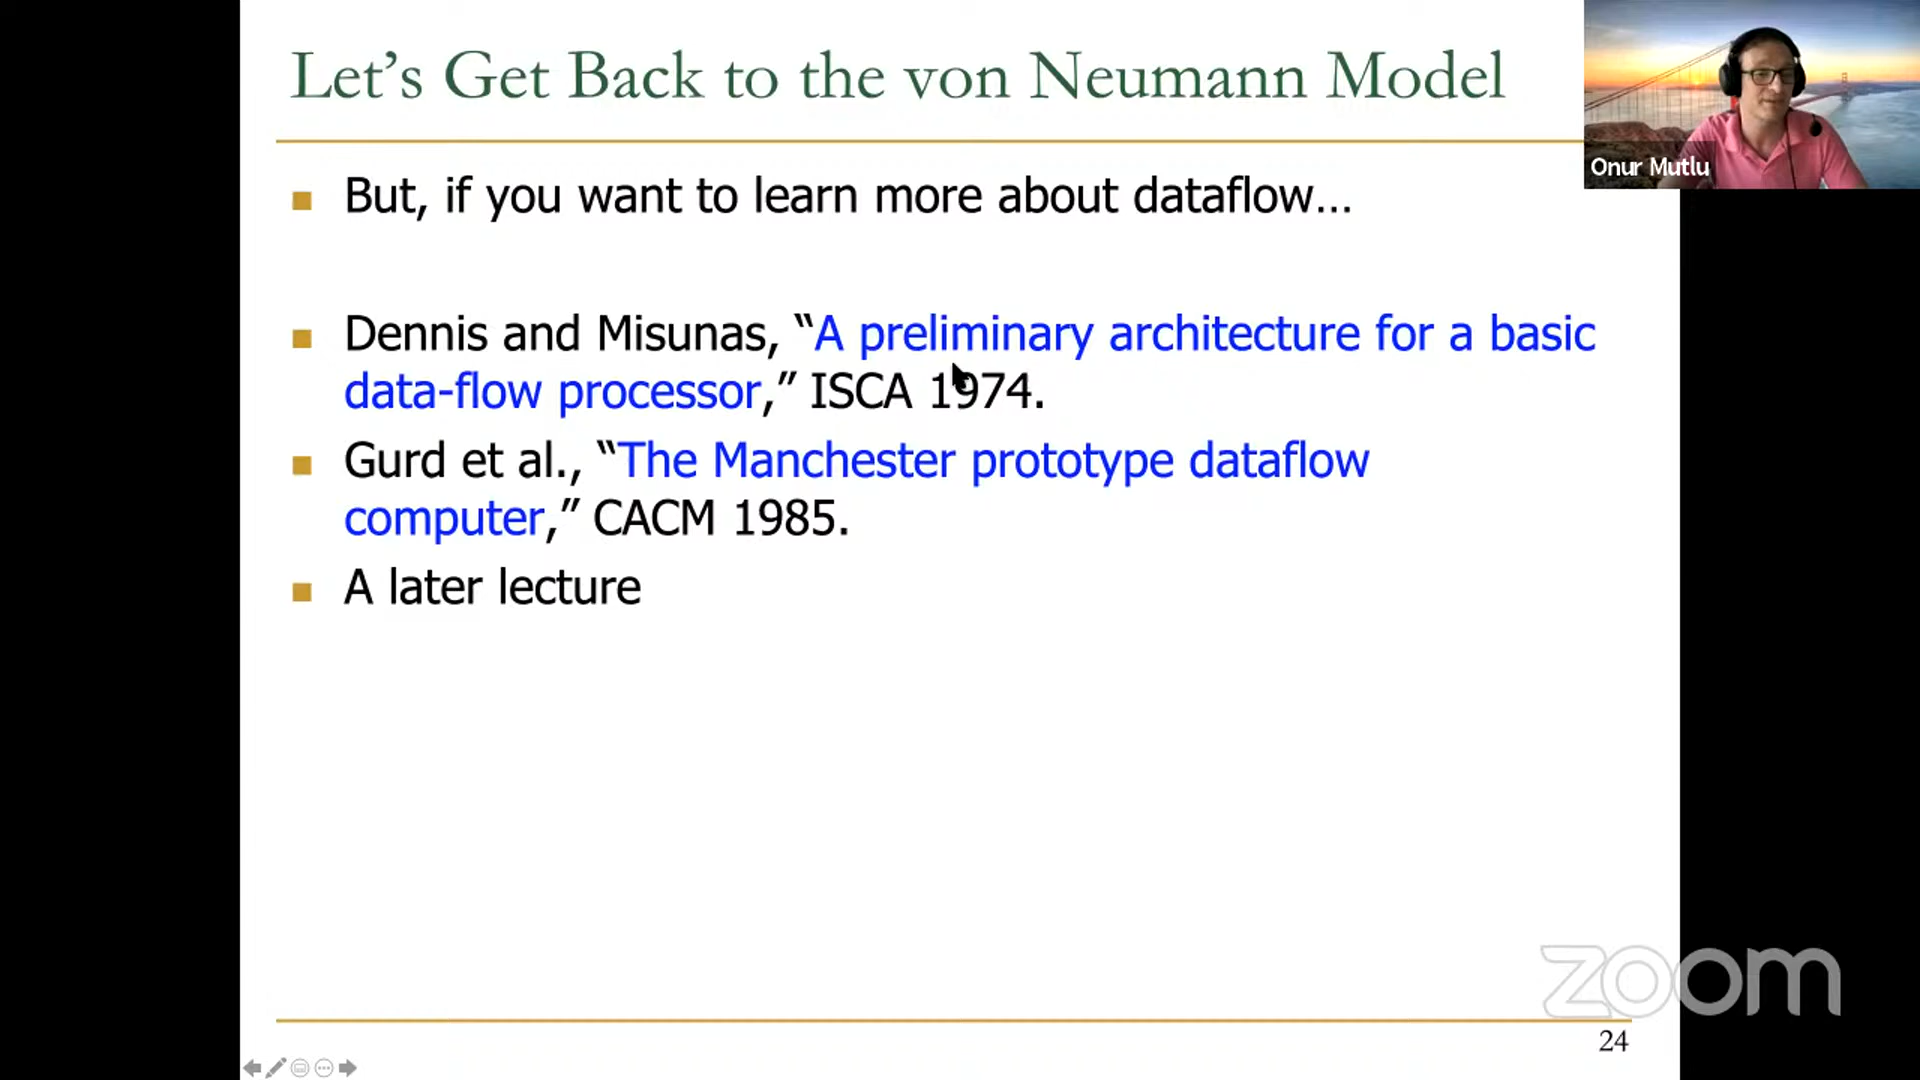 Let's Get Back to the von Neumann Model
Onur Mutlu
But, if you want to learn more about dataflow…
Dennis and Misunas, “A preliminary architecture for a basic
data-flow processor,” ISCA 1974.
Gurd et al., “The Manchester prototype dataflow
computer,” CACM 1985.
A later lecture
zoom
24